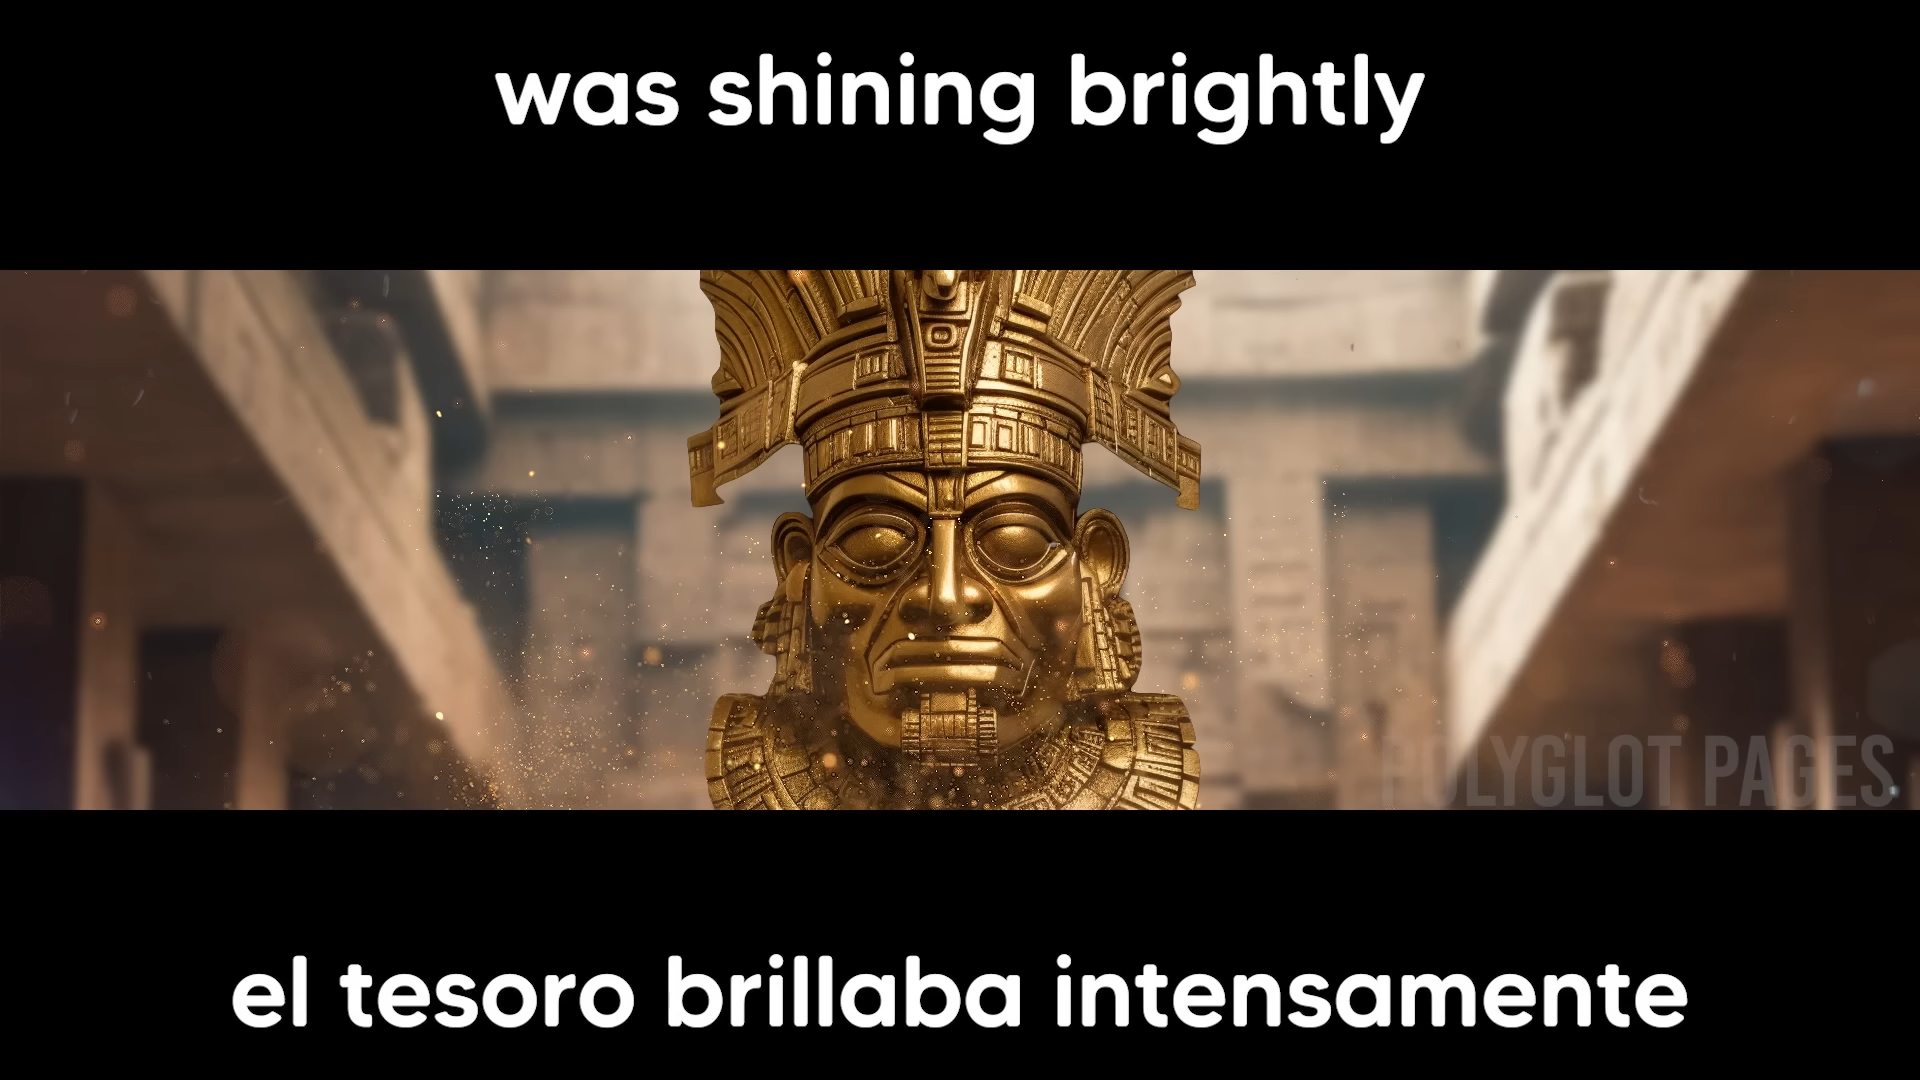 was shining brightly
POLYGLOT PAGES
el tesoro brillaba intensamente